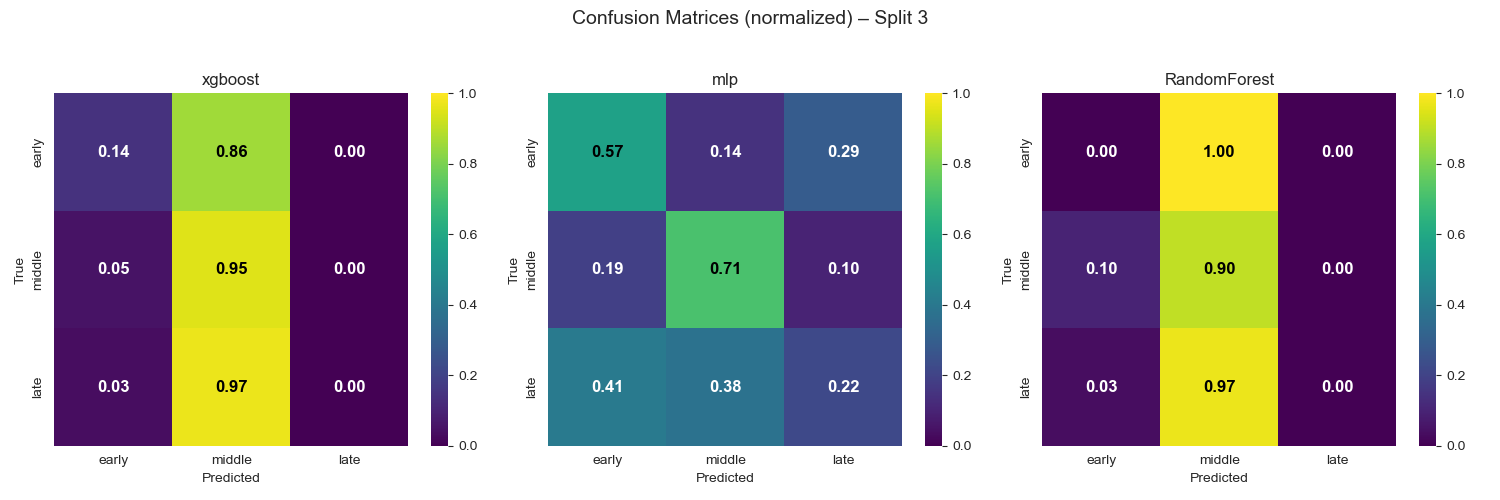 Confusion Matrices (normalized) – Split 3
xgboost
True
early
middle
late
0.14 0.86 0.00
0.05 0.95 0.00
0.03 0.97 0.00
early middle late
Predicted
1.0
0.8
0.6
0.4
0.2
0.0
mlp
True
early
middle
late
0.57 0.14 0.29
0.19 0.71 0.10
0.41 0.38 0.22
early middle late
Predicted
1.0
0.8
0.6
0.4
0.2
0.0
RandomForest
True
early
middle
late
0.00 1.00 0.00
0.10 0.90 0.00
0.03 0.97 0.00
early middle late
Predicted
1.0
0.8
0.6
0.4
0.2
0.0